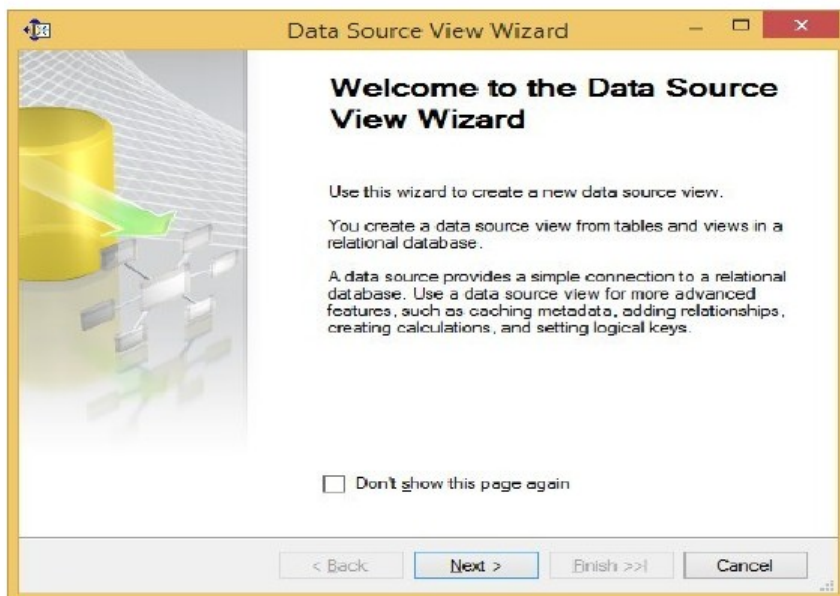 Data Source View Wizard
Welcome to the Data Source
View Wizard
Use this wizard to create a new data source view.
You create a data source view from tables and views in a
relational database.
A data source provides a simple connection to a relational
database. Use a data source view for more advanced
features, such as caching metadata, adding relationships,
creating calculations, and setting logical keys.
Don't show this page again
< Back
Next >
Finish >>|
Cancel